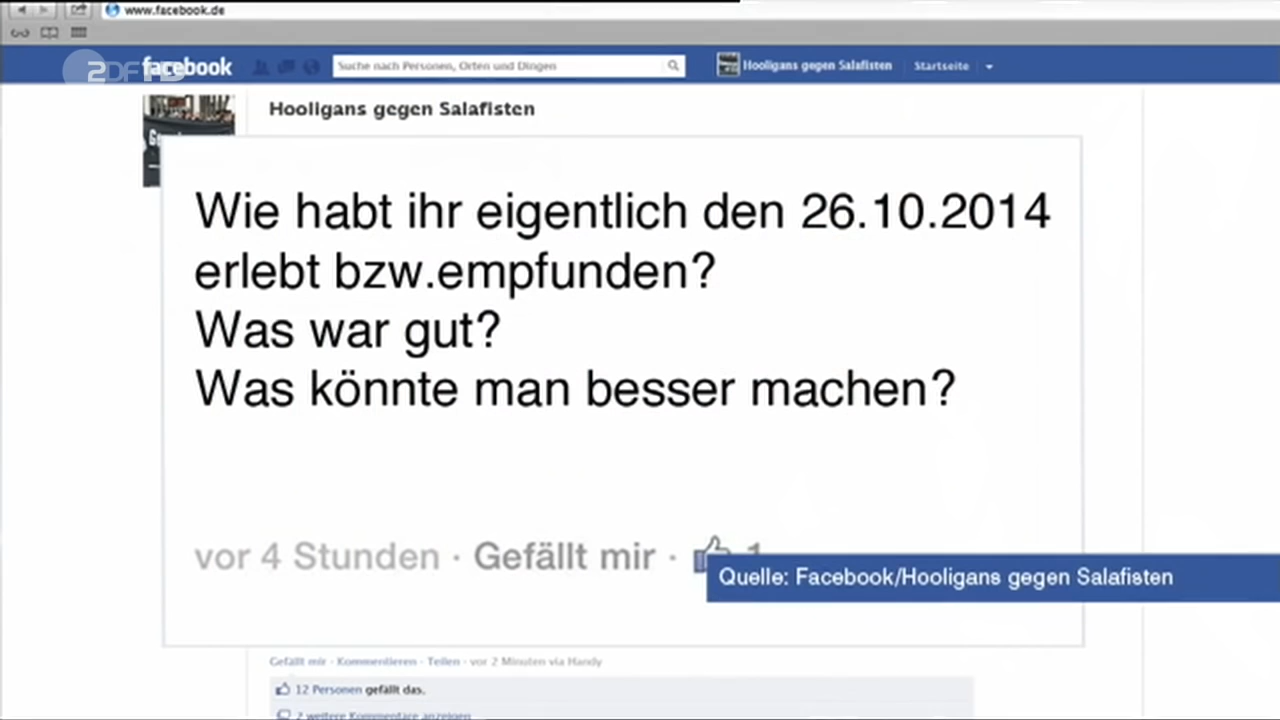 www.facebook.de
ZDF HD
facebook
Suche nach Personen, Orten und Dingen
Hooligans gegen Salafisten
Startseite
Hooligans gegen Salafisten
Wie habt ihr eigentlich den 26.10.2014
erlebt bzw.empfunden?
Was war gut?
Was könnte man besser machen?
vor 4 Stunden · Gefällt mir · 1
Quelle: Facebook/Hooligans gegen Salafisten
Gefällt mir · Kommentieren · Teilen · vor 2 Minuten via Handy
12 Personen gefällt das.
2 weitere Kommentare anzeigen